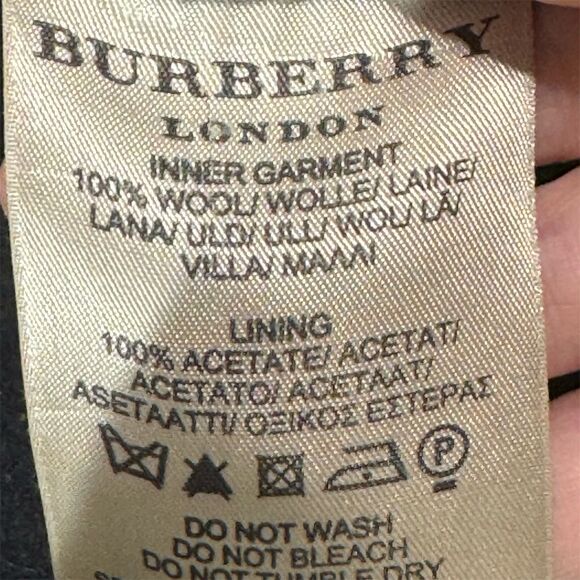 BURBERRY
LONDON
INNER GARMENT
100% WOOL/ WOLLE/ LAINE/
LANA/ ULD/ ULL/ WOL/ LÃ/
VILLA/ ΜΑΛΛΙ
LINING
100% ACETATE/ ACETAT/
ACETATO/ ACETAAT/
ASETAATTI/ ΟΞΙΚΟΣ ΕΣΤΕΡΑΣ
P
DO NOT WASH
DO NOT BLEACH
DO NOT TUMBLE DRY